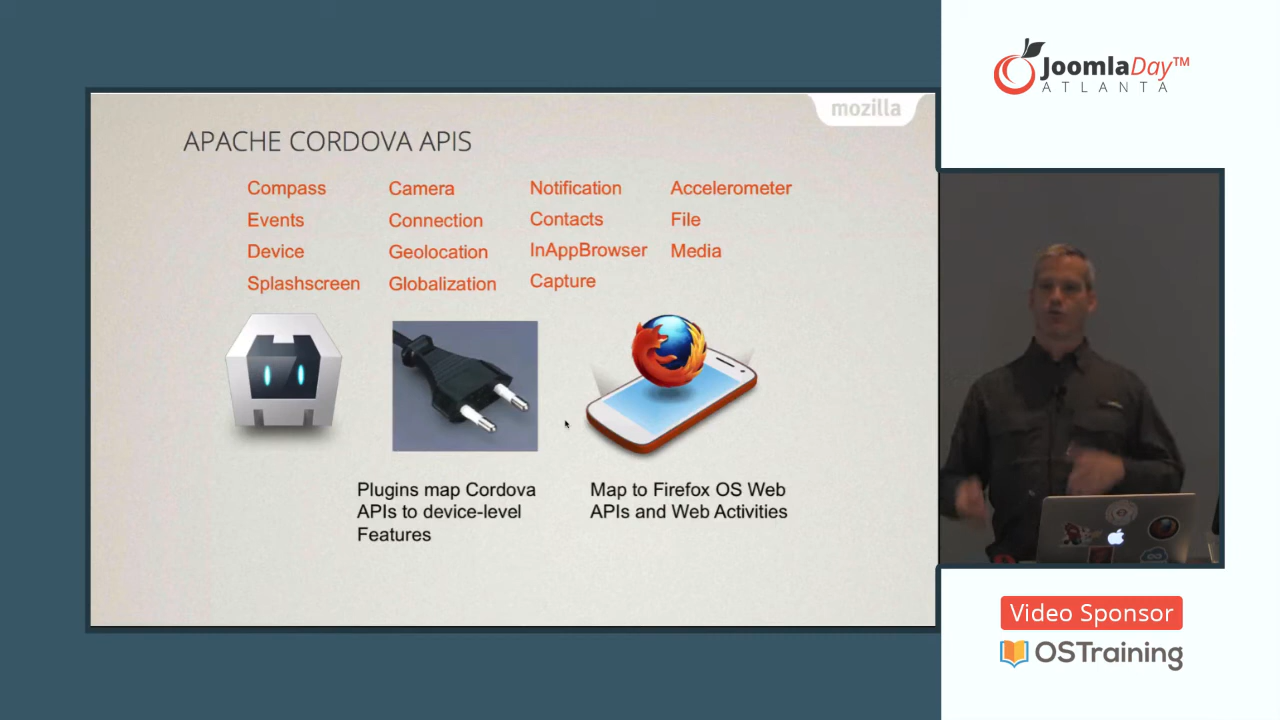 mozilla
APACHE CORDOVA APIS
Compass Camera Notification Accelerometer
Events Connection Contacts File
Device Geolocation InAppBrowser Media
Splashscreen Globalization Capture
Plugins map Cordova
APIs to device-level
Features
Map to Firefox OS Web
APIs and Web Activities
JoomlaDay™
ATLANTA
Video Sponsor
OSTraining